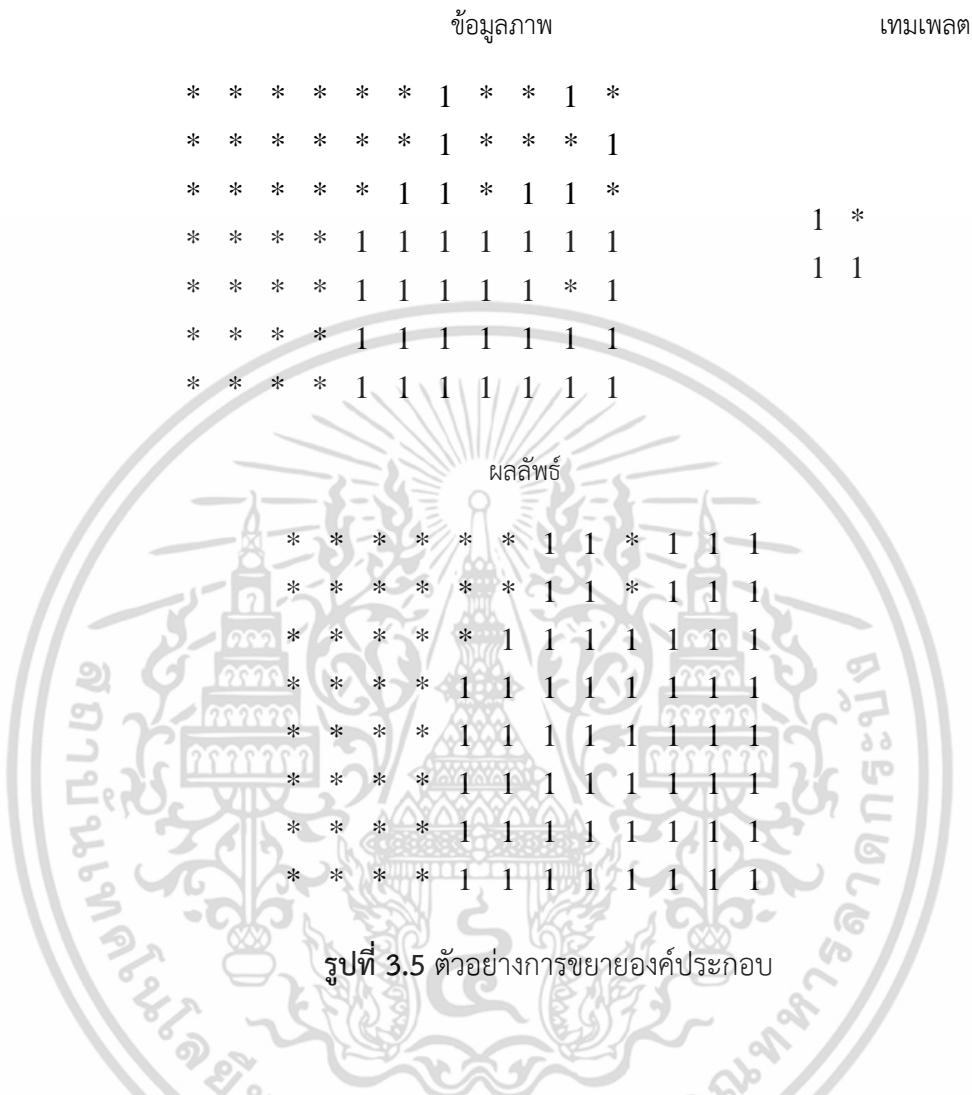 ข้อมูลภาพ เทมเพลต
* * * * * * 1 * * 1 *
* * * * * * 1 * * * 1
* * * * * 1 1 * 1 1 *
1 *
* * * * 1 1 1 1 1 1 1
1 1
* * * * 1 1 1 1 1 * 1
* * * * 1 1 1 1 1 1 1
* * * * 1 1 1 1 1 1 1
ผลลัพธ์
* * * * * * 1 1 * 1 1 1
* * * * * * 1 1 * 1 1 1
* * * * * 1 1 1 1 1 1 1
* * * * 1 1 1 1 1 1 1 1
* * * * 1 1 1 1 1 1 1 1
* * * * 1 1 1 1 1 1 1 1
* * * * 1 1 1 1 1 1 1 1
* * * * 1 1 1 1 1 1 1 1
รูปที่ 3.5 ตัวอย่างการขยายองค์ประกอบ